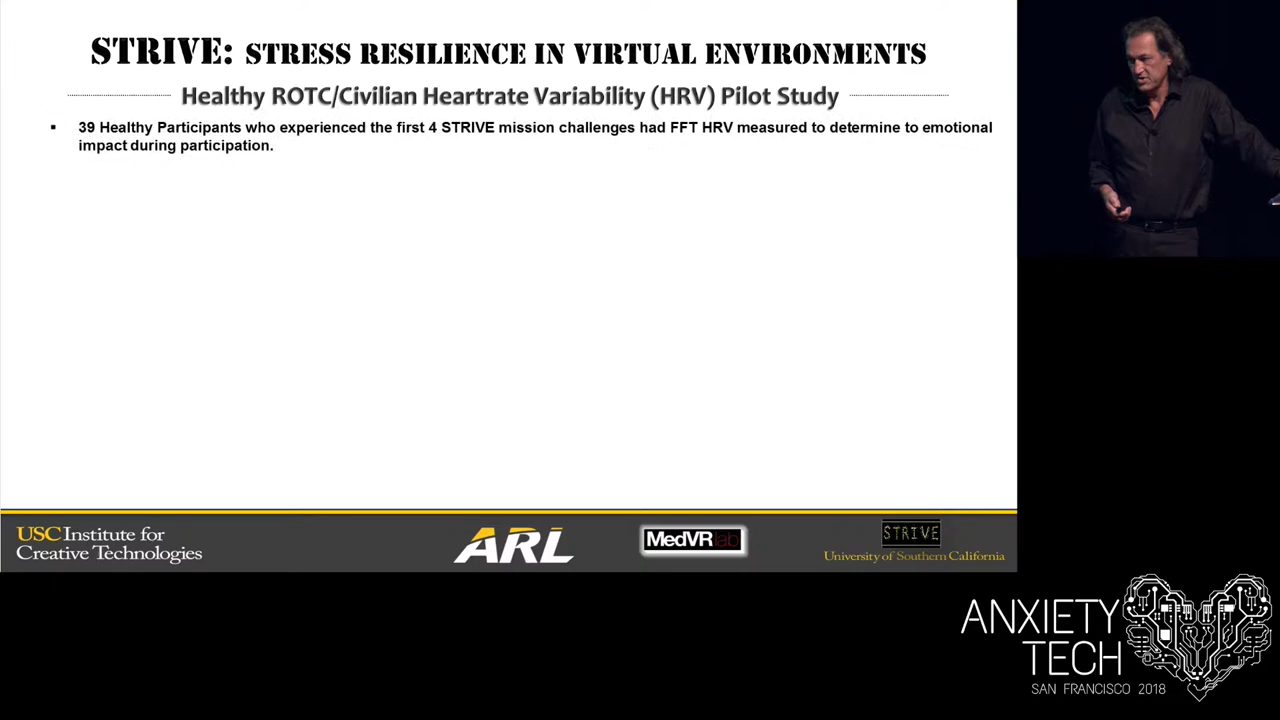 STRIVE: STRESS RESILIENCE IN VIRTUAL ENVIRONMENTS
Healthy ROTC/Civilian Heartrate Variability (HRV) Pilot Study
▪ 39 Healthy Participants who experienced the first 4 STRIVE mission challenges had FFT HRV measured to determine to emotional
impact during participation.
USC Institute for
Creative Technologies
ARL
MedVR lab
STRIVE
University of Southern California
ANXIETY
TECH
SAN FRANCISCO 2018